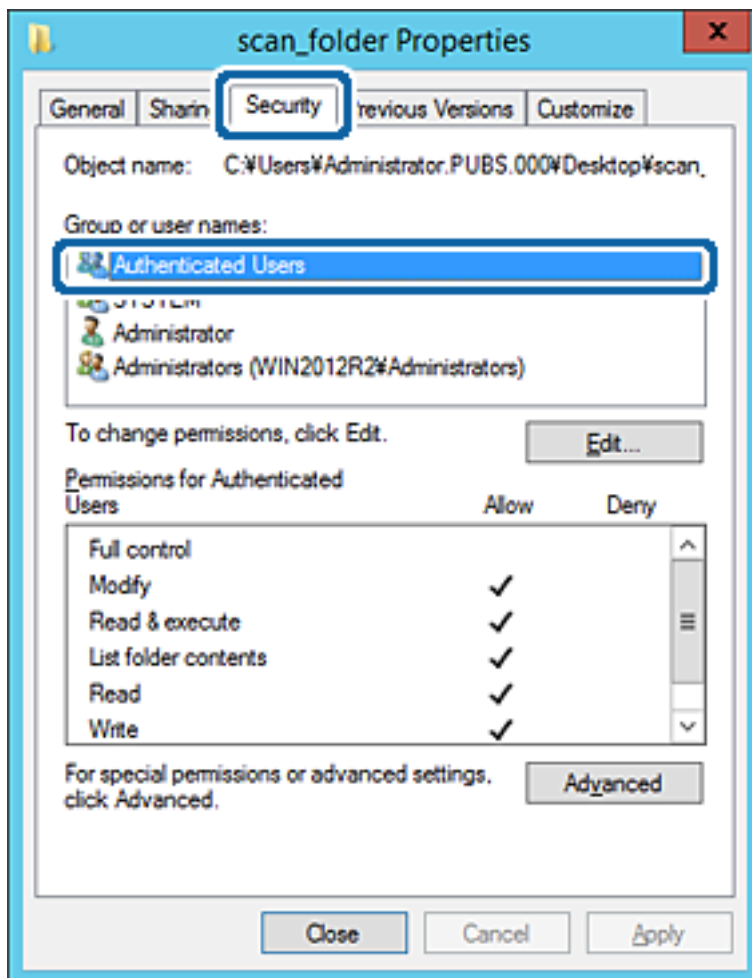 scan_folder Properties
General Sharin Security revious Versions Customize
Object name: C:¥Users¥Administrator.PUBS.000¥Desktop¥scan_
Group or user names:
Authenticated Users
SYSTEM
Administrator
Administrators (WIN2012R2¥Administrators)
To change permissions, click Edit.
Edit...
Permissions for Authenticated
Users Allow Deny
Full control
Modify
Read & execute
List folder contents
Read
Write
For special permissions or advanced settings,
click Advanced.
Advanced
Close Cancel Apply